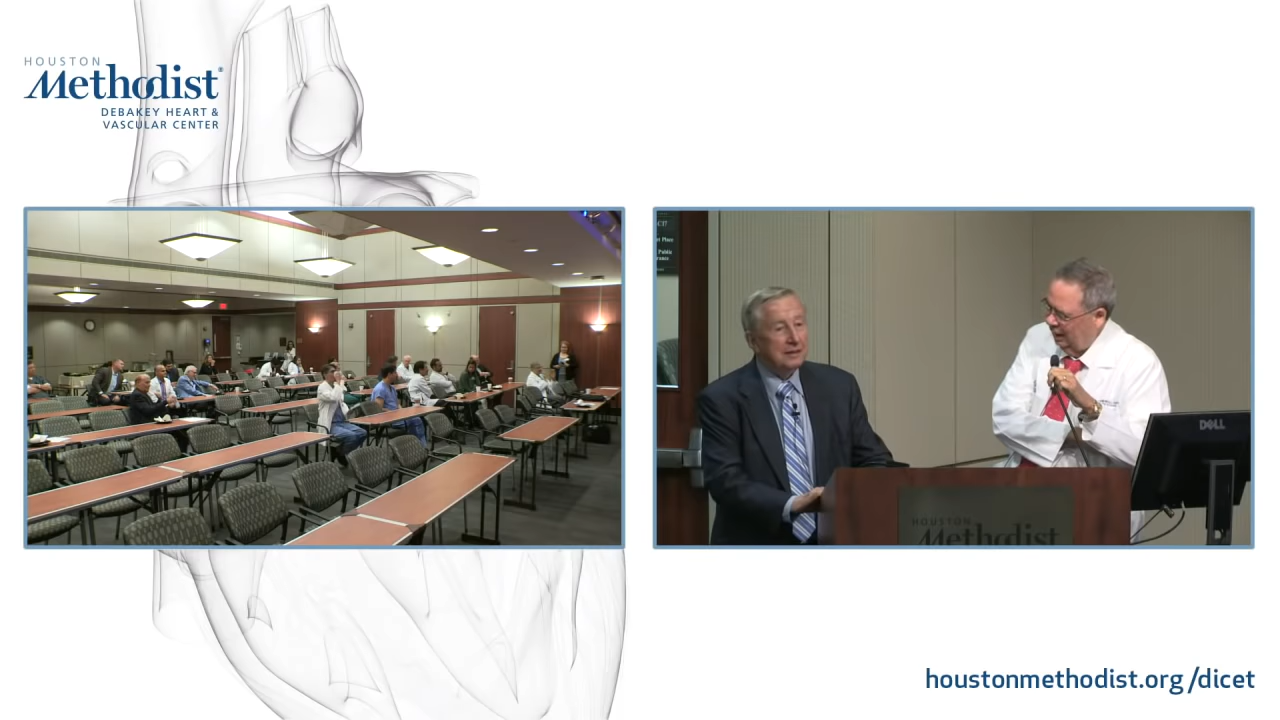 HOUSTON
Methodist®
DEBAKEY HEART &
VASCULAR CENTER
DELL
HOUSTON
Methodist
houstonmethodist.org/dicet